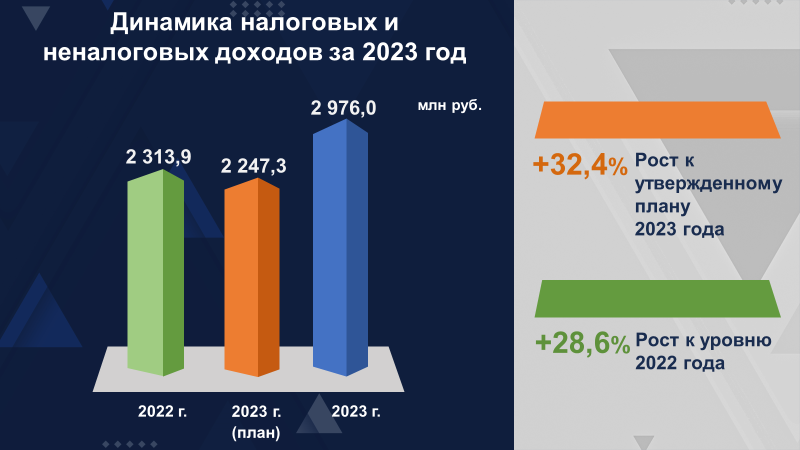 Динамика налоговых и
неналоговых доходов за 2023 год
млн руб.
2 313,9
2 247,3
2 976,0
2022 г.
2023 г.
(план)
2023 г.
+32,4%
Рост к
утвержденному
плану
2023 года
+28,6%
Рост к уровню
2022 года